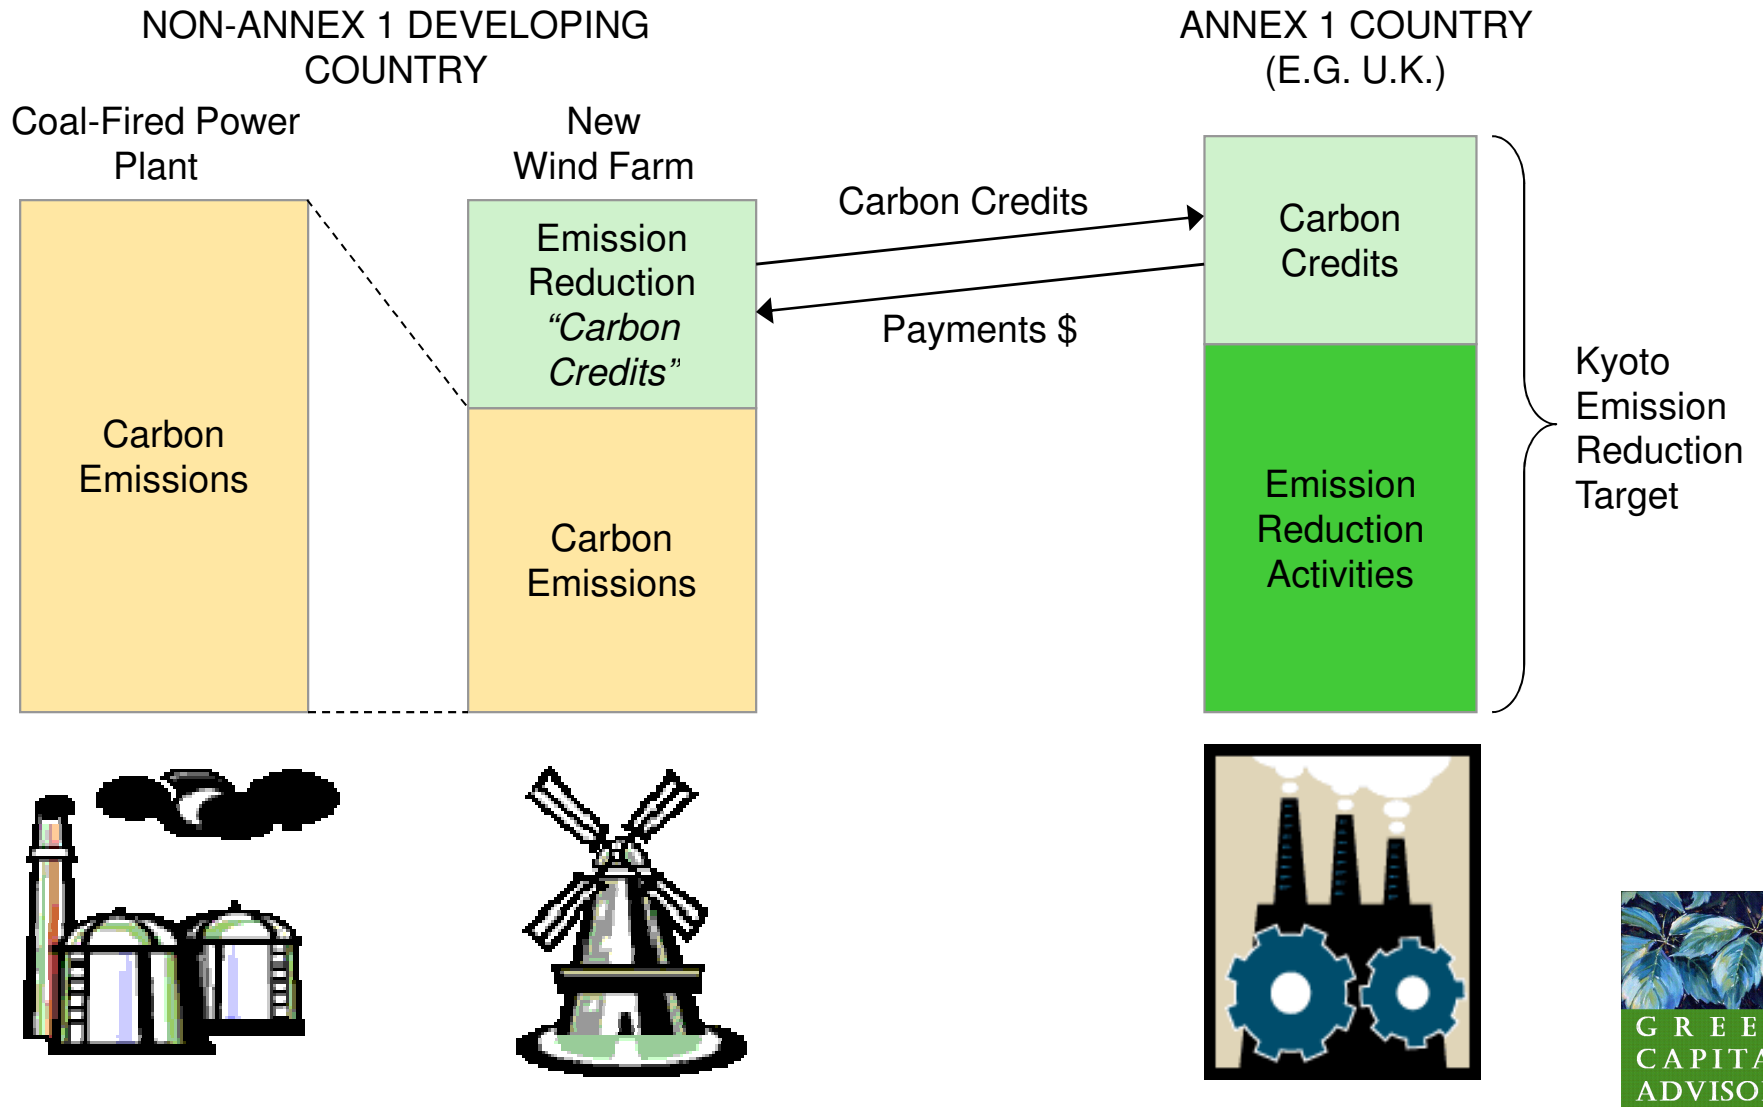 NON-ANNEX 1 DEVELOPING
COUNTRY
ANNEX 1 COUNTRY
(E.G. U.K.)
Coal-Fired Power
Plant
New
Wind Farm
Carbon
Emissions
Emission
Reduction
“Carbon
Credits”
Carbon
Emissions
Carbon Credits
Payments $
Carbon
Credits
Emission
Reduction
Activities
Kyoto
Emission
Reduction
Target